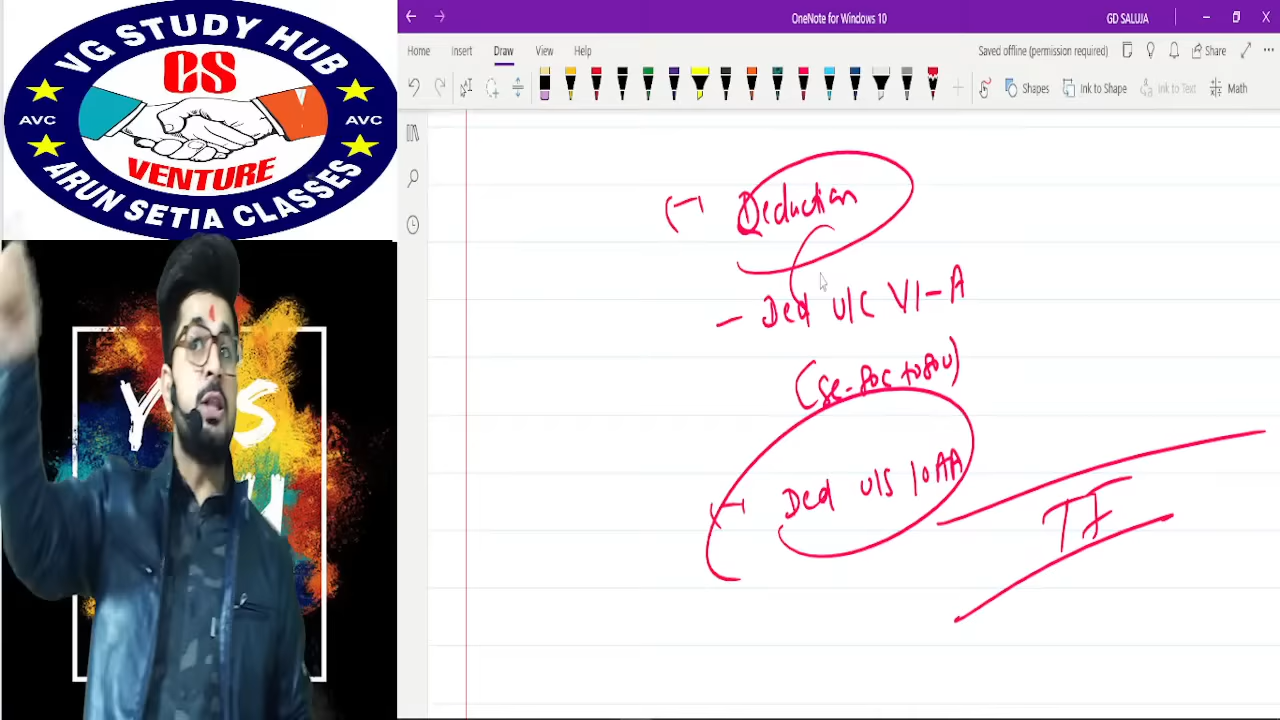 VG STUDY HUB
CS
AVC
AVC
VENTURE
ARUN SETIA CLASSES
Y S
OneNote for Windows 10
GD SALUJA
Home Insert Draw View Help
Saved offline (permission required)
Share
Shapes
Ink to Shape
Ink to Text
Math
(-) Deduction
- Ded U/C VI-A
(Se-80C to 80U)
(-) Ded U/S 10AA
TI